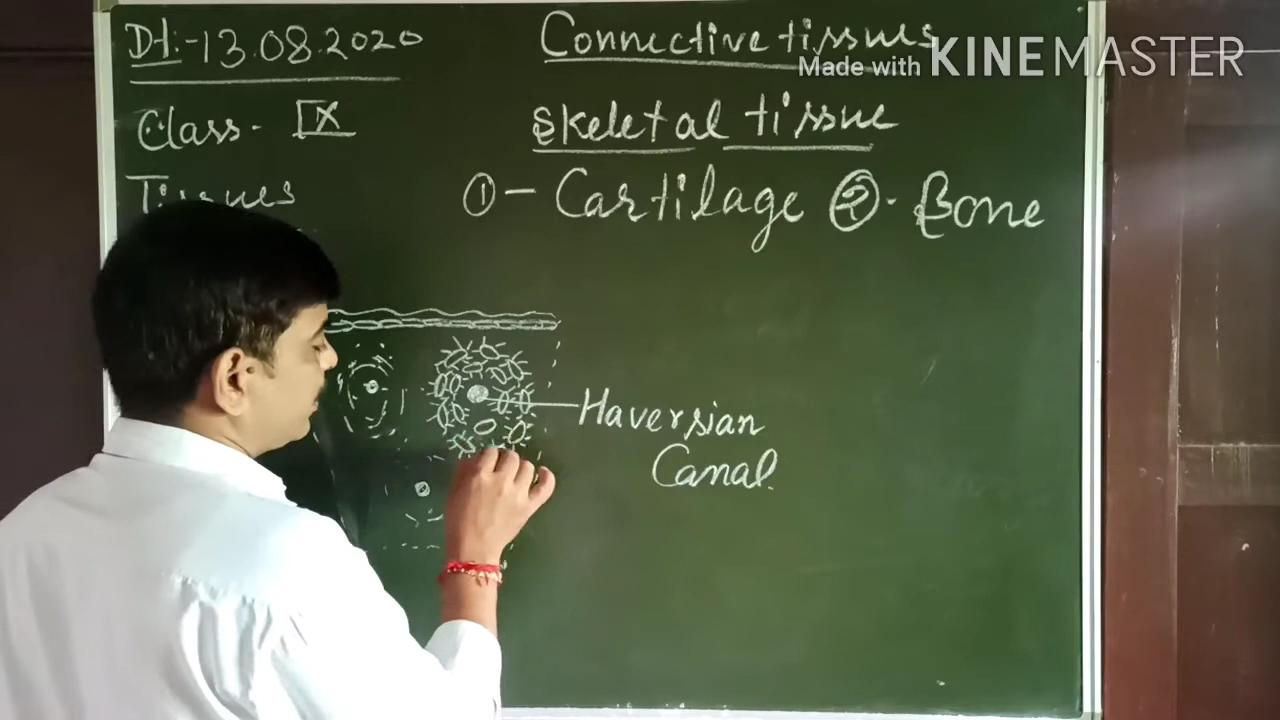 Dt:-13.08.2020
Connective tissues
Made with KINEMASTER
Class- IX
Skeletal tissue
Tissues
① - Cartilage ②. Bone
Haversian
Canal.